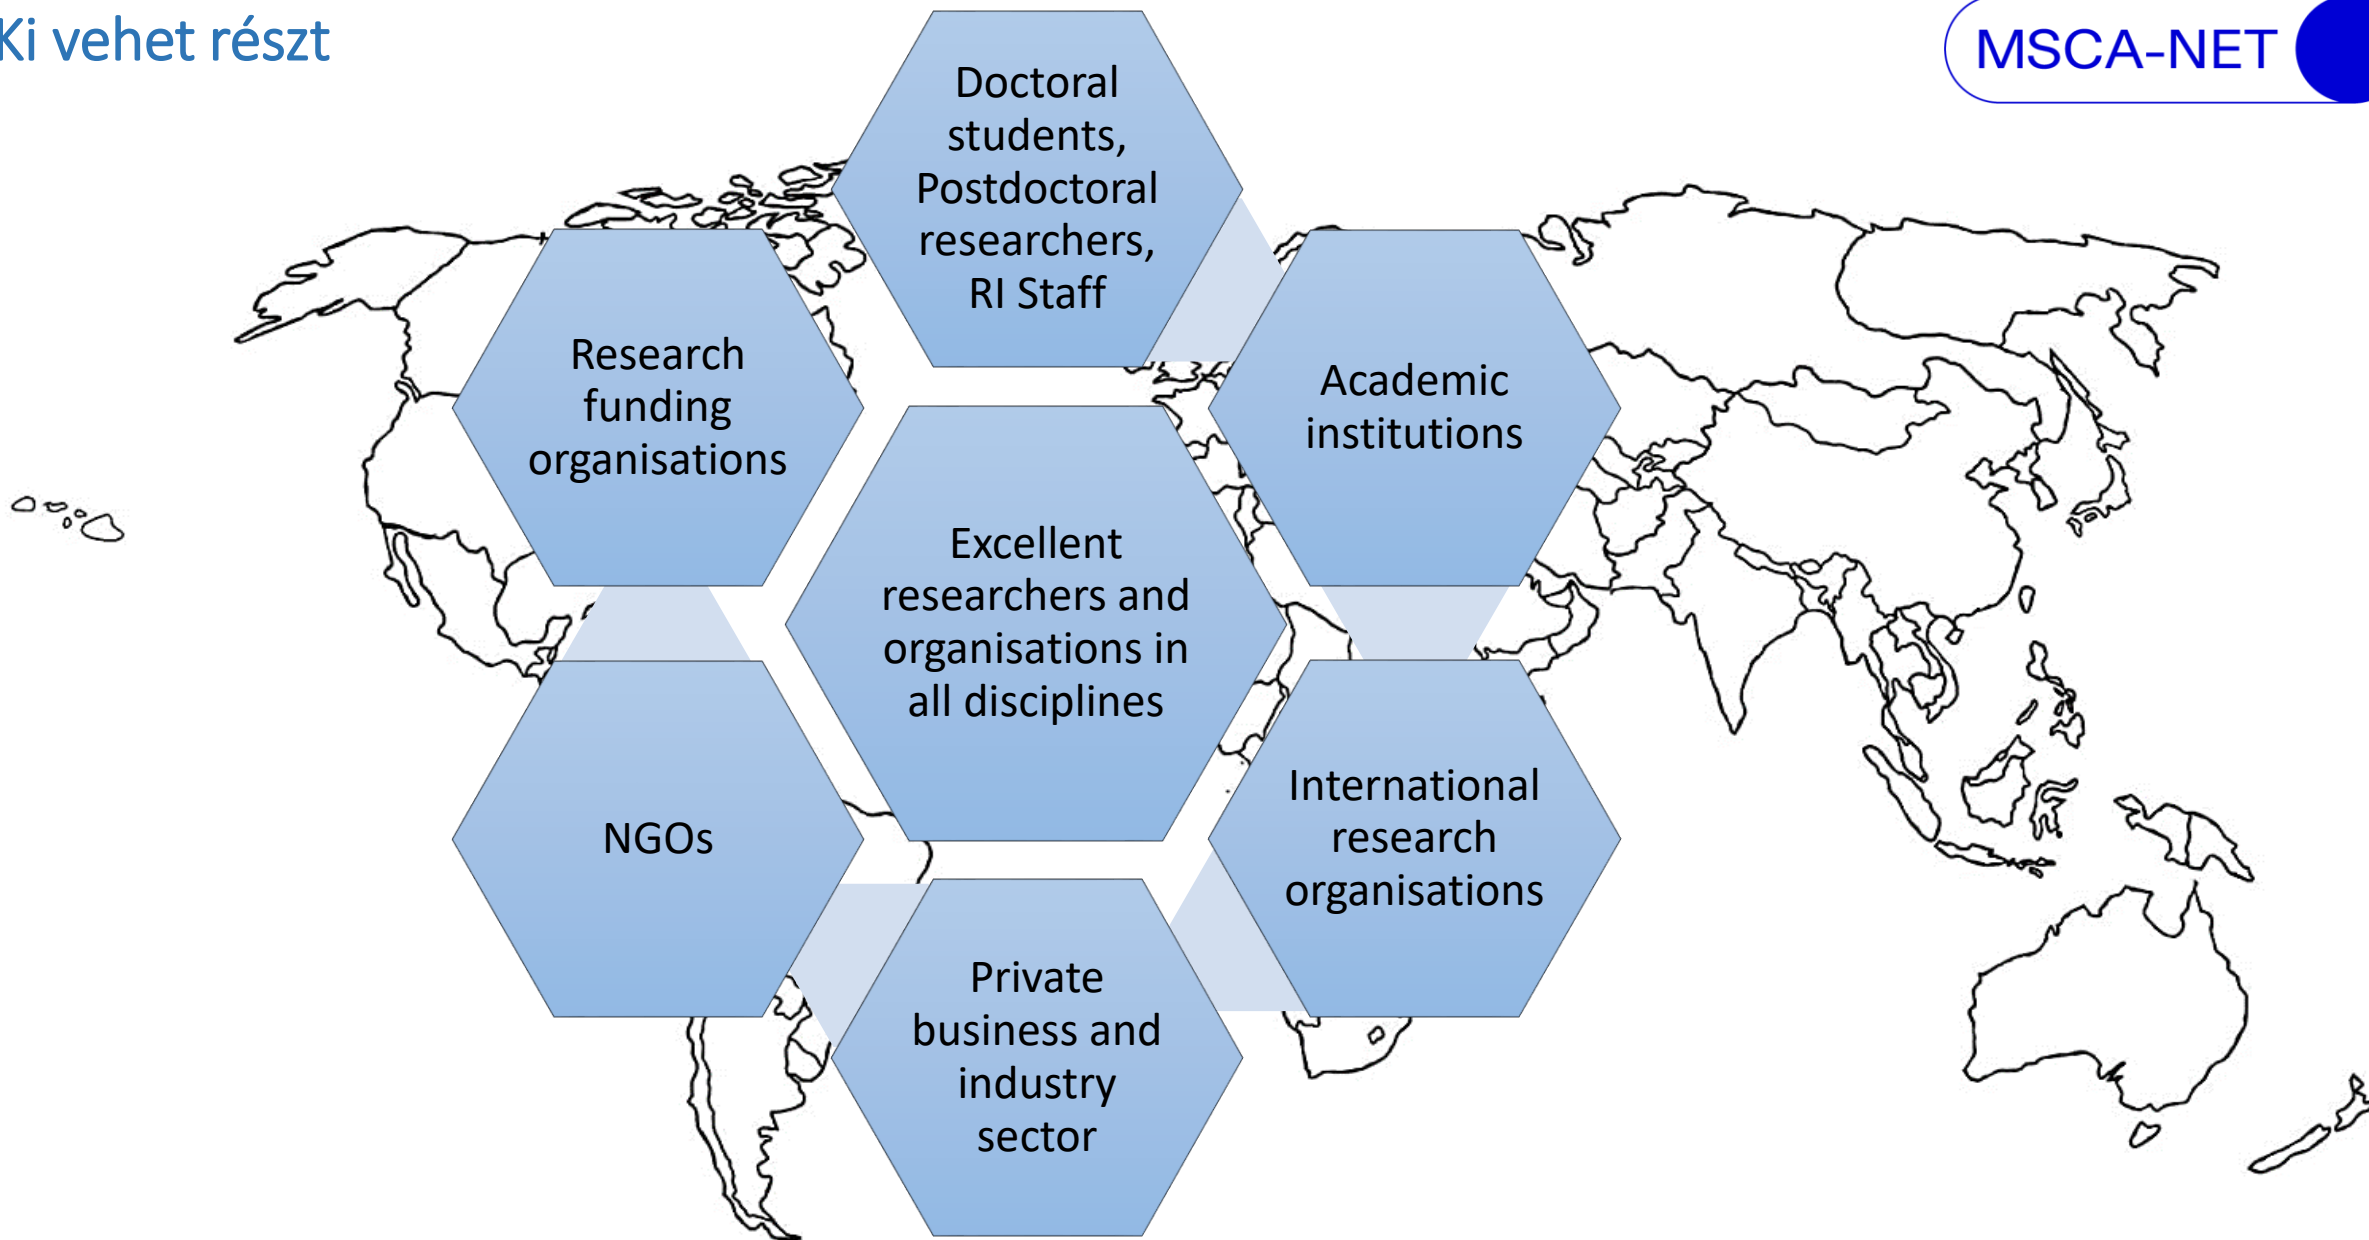 Ki vehet részt
MSCA-NET
Doctoral
students,
Postdoctoral
researchers,
RI Staff
Research
funding
organisations
Academic
institutions
Excellent
researchers and
organisations in
all disciplines
NGOs
International
research
organisations
Private
business and
industry
sector